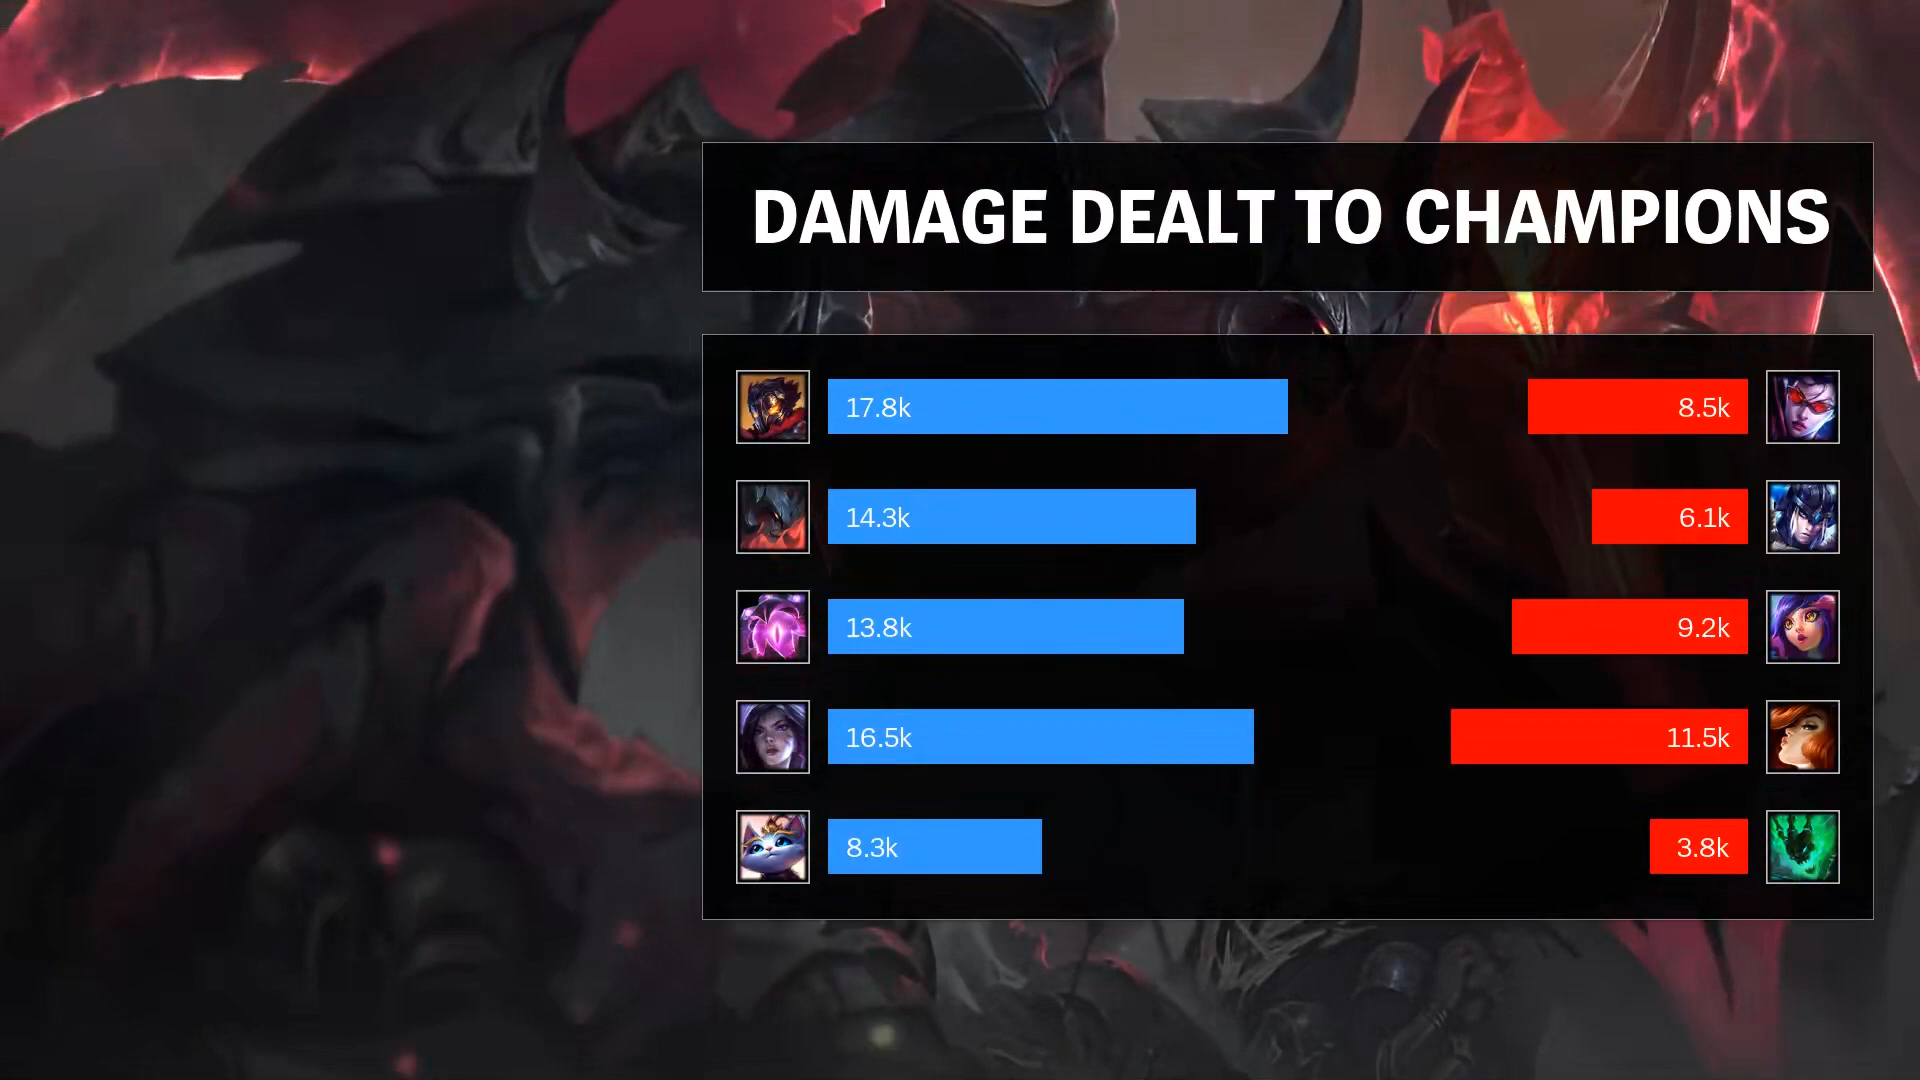 DAMAGE DEALT TO CHAMPIONS
17.8k 8.5k
14.3k 6.1k
13.8k 9.2k
16.5k 11.5k
8.3k 3.8k